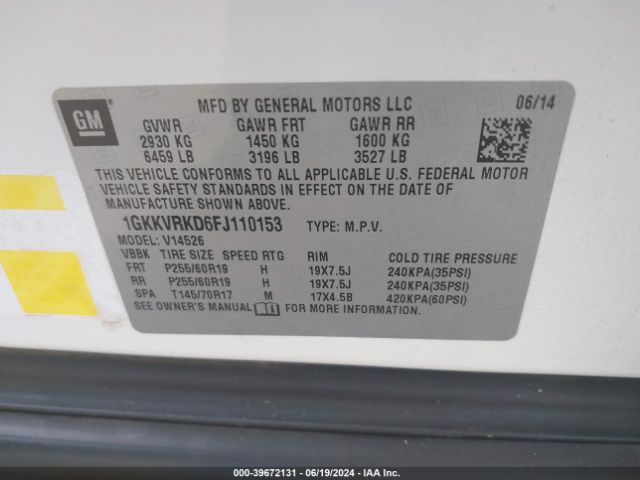 GM
MFD BY GENERAL MOTORS LLC 06/14
GVWR GAWR FRT GAWR RR
2930 KG 1450 KG 1600 KG
6459 LB 3196 LB 3527 LB
THIS VEHICLE CONFORMS TO ALL APPLICABLE U.S. FEDERAL MOTOR
VEHICLE SAFETY STANDARDS IN EFFECT ON THE DATE OF
MANUFACTURE SHOWN ABOVE.
1GKKVRKD6FJ110153 TYPE: M.P.V.
MODEL: V14526
VBBK TIRE SIZE SPEED RTG RIM COLD TIRE PRESSURE
FRT P255/60R19 H 19X7.5J 240KPA(35PSI)
RR P255/60R19 H 19X7.5J 240KPA(35PSI)
SPA T145/70R17 M 17X4.5B 420KPA(60PSI)
SEE OWNER'S MANUAL FOR MORE INFORMATION.
000-39672131 - 06/19/2024 - IAA Inc.